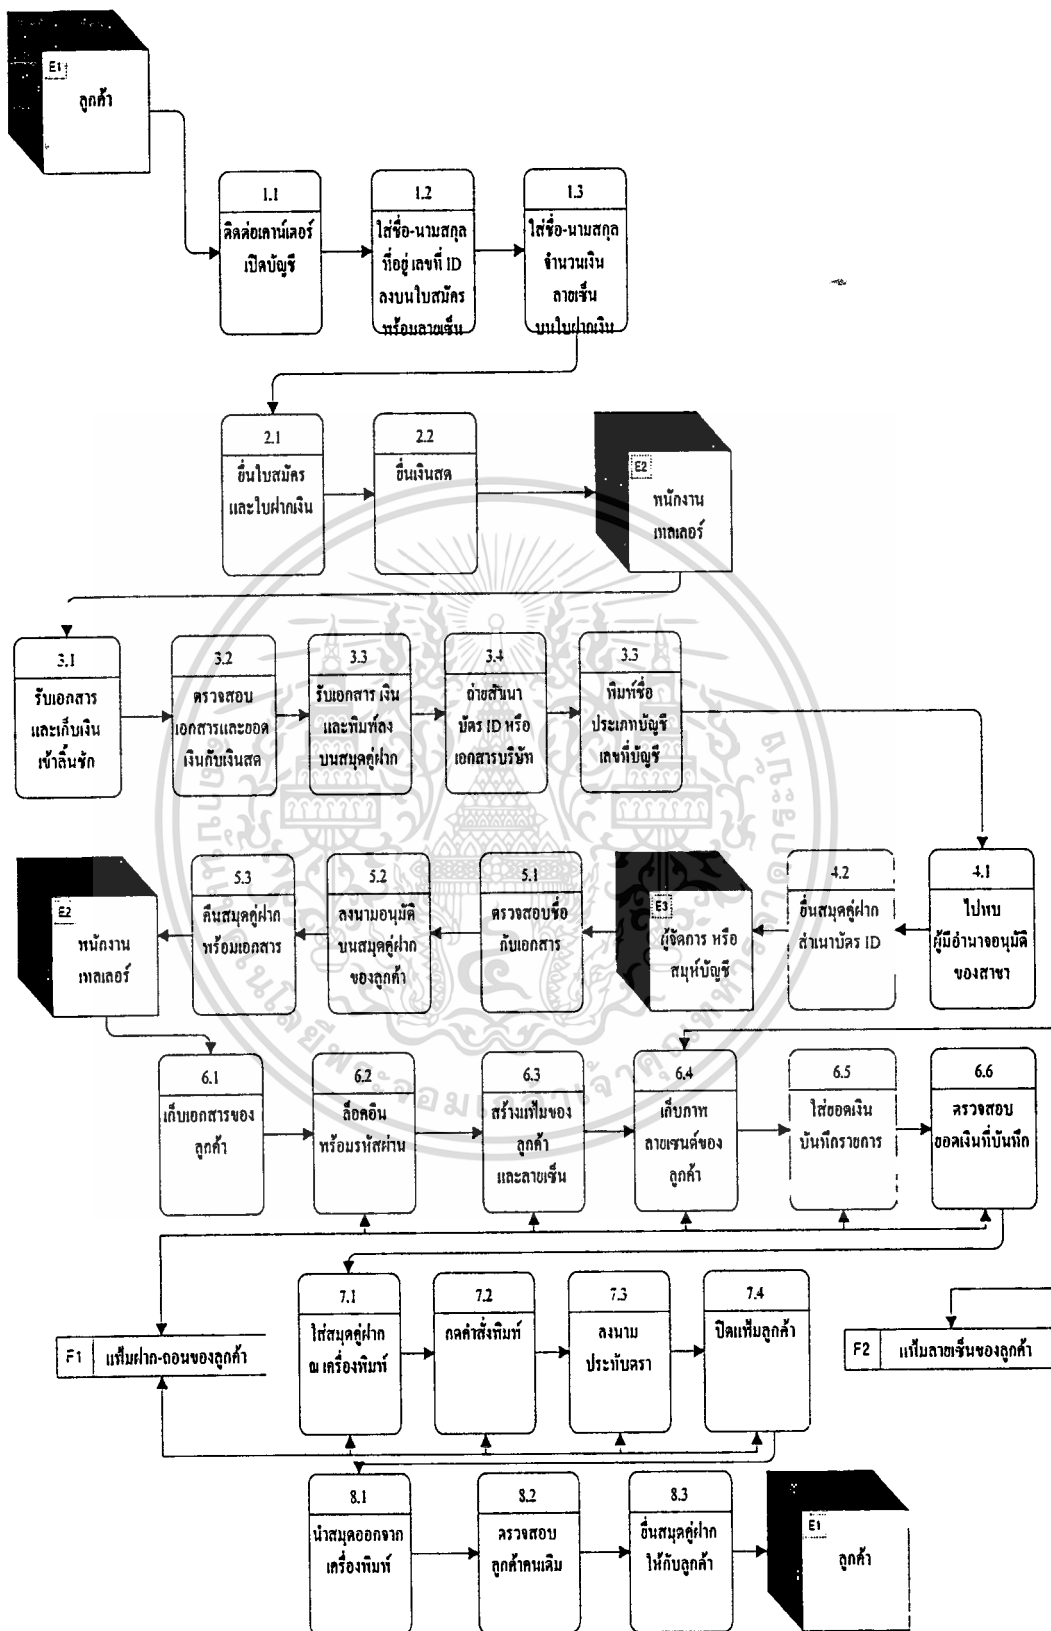 E1
ลูกค้า
1.1
ติดต่อเคาน์เตอร์
เปิดบัญชี
1.2
ใส่ชื่อ-นามสกุล
ที่อยู่ เลขที่ ID
ลงบนใบสมัคร
พร้อมลายเซ็น
1.3
ใส่ชื่อ-นามสกุล
จำนวนเงิน
ลายเซ็น
บนใบฝากเงิน
2.1
ยื่นใบสมัคร
และใบฝากเงิน
2.2
ยื่นเงินสด
E2
พนักงาน
เทลเลอร์
3.1
รับเอกสาร
และเก็บเงิน
เข้าลิ้นชัก
3.2
ตรวจสอบ
เอกสารและยอด
เงินกับเงินสด
3.3
รับเอกสาร เงิน
และพิมพ์ลง
บนสมุดคู่ฝาก
3.4
ถ่ายสำเนา
บัตร ID หรือ
เอกสารบริษัท
3.3
พิมพ์ชื่อ
ประเภทบัญชี
เลขที่บัญชี
E2
พนักงาน
เทลเลอร์
5.3
คืนสมุดคู่ฝาก
พร้อมเอกสาร
5.2
ลงนามอนุมัติ
บนสมุดคู่ฝาก
ของลูกค้า
5.1
ตรวจสอบชื่อ
กับเอกสาร
E3
ผู้จัดการ หรือ
สมุห์บัญชี
4.2
ยื่นสมุดคู่ฝาก
สำเนาบัตร ID
4.1
ไปพบ
ผู้มีอำนาจอนุมัติ
ของสาขา
6.1
เก็บเอกสารของ
ลูกค้า
6.2
ล็อคอิน
พร้อมรหัสผ่าน
6.3
สร้างแฟ้มของ
ลูกค้า
และลายเซ็น
6.4
เก็บภาพ
ลายเซนต์ของ
ลูกค้า
6.5
ใส่ยอดเงิน
บันทึกรายการ
6.6
ตรวจสอบ
ยอดเงินที่บันทึก
F1 แฟ้มฝาก-ถอนของลูกค้า
7.1
ใส่สมุดคู่ฝาก
ณ เครื่องพิมพ์
7.2
กดคำสั่งพิมพ์
7.3
ลงนาม
ประทับตรา
7.4
ปิดแฟ้มลูกค้า
F2 แฟ้มลายเซ็นของลูกค้า
8.1
นำสมุดออกจาก
เครื่องพิมพ์
8.2
ตรวจสอบ
ลูกค้าคนเดิม
8.3
ยื่นสมุดคู่ฝาก
ให้กับลูกค้า
E1
ลูกค้า